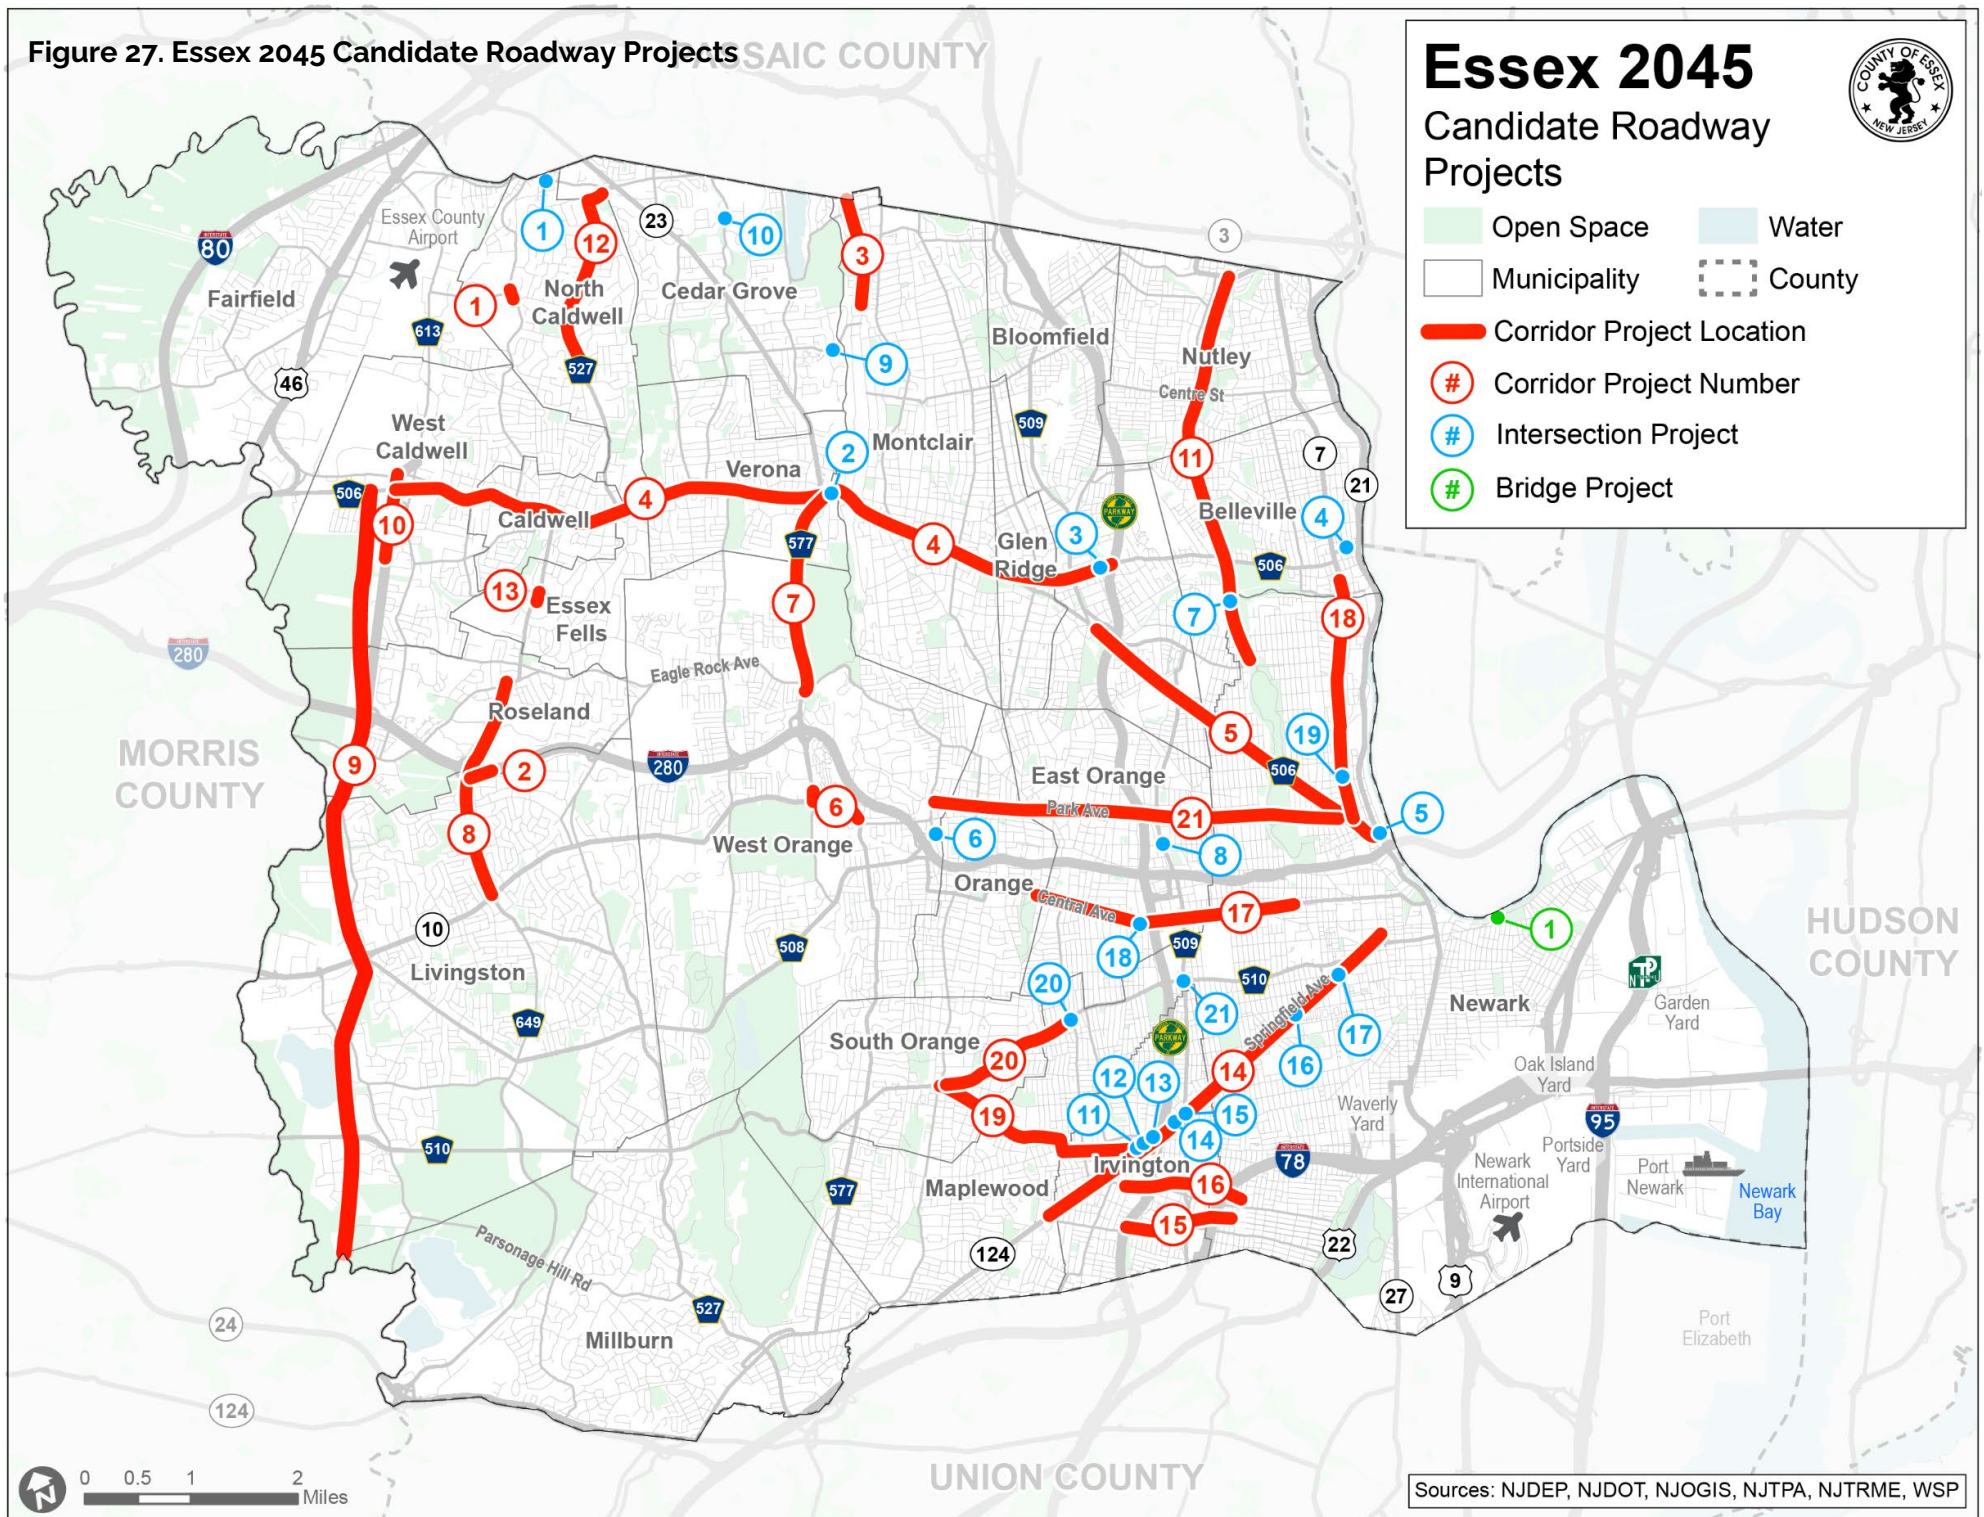 Figure 27. Essex 2045 Candidate Roadway Projects
PASSAIC COUNTY
Essex 2045
Candidate Roadway
Projects
COUNTY OF ESSEX
NEW JERSEY
Open Space
Water
Municipality
County
Corridor Project Location
# Corridor Project Number
# Intersection Project
# Bridge Project
Essex County
Airport
80
Fairfield
613
46
1
1
12
North
Caldwell
527
23
10
Cedar Grove
3
9
3
Bloomfield
Nutley
Centre St
509
11
7
21
West
Caldwell
506
10
Caldwell
4
Verona
2
Montclair
577
4
Glen
Ridge
3
PARKWAY
Belleville
4
506
13
Essex
Fells
7
7
18
280
Eagle Rock Ave
Roseland
MORRIS
COUNTY
9
2
280
8
6
West Orange
East Orange
Park Ave
21
5
506
19
5
6
8
Orange
Central Ave
17
18
509
1
HUDSON
COUNTY
10
Livingston
508
649
20
510
21
Springfield Ave
17
16
Newark
NJTP
Garden
Yard
South Orange
20
PARKWAY
14
12
13
11
15
14
19
Oak Island
Yard
Waverly
Yard
95
Portside
Yard
Port
Newark
Newark
Bay
Newark
International
Airport
78
Irvington
16
15
510
577
Maplewood
124
22
9
27
Parsonage Hill Rd
527
Millburn
Port
Elizabeth
24
124
UNION COUNTY
N
0 0.5 1 2
Miles
Sources: NJDEP, NJDOT, NJOGIS, NJTPA, NJTRME, WSP